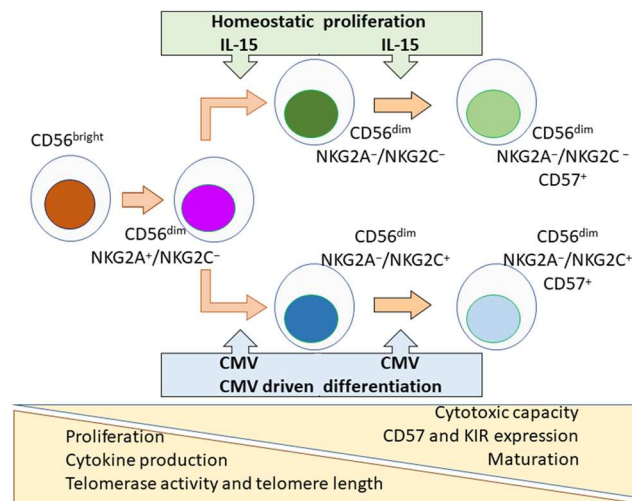 Homeostatic proliferation
IL-15 IL-15
CD56bright
CD56dim
NKG2A+/NKG2C−
CD56dim
NKG2A−/NKG2C−
CD56dim
NKG2A−/NKG2C −
CD57+
CD56dim
NKG2A−/NKG2C+
CD56dim
NKG2A−/NKG2C+
CD57+
CMV CMV
CMV driven differentiation
Proliferation
Cytokine production
Telomerase activity and telomere length
Cytotoxic capacity
CD57 and KIR expression
Maturation